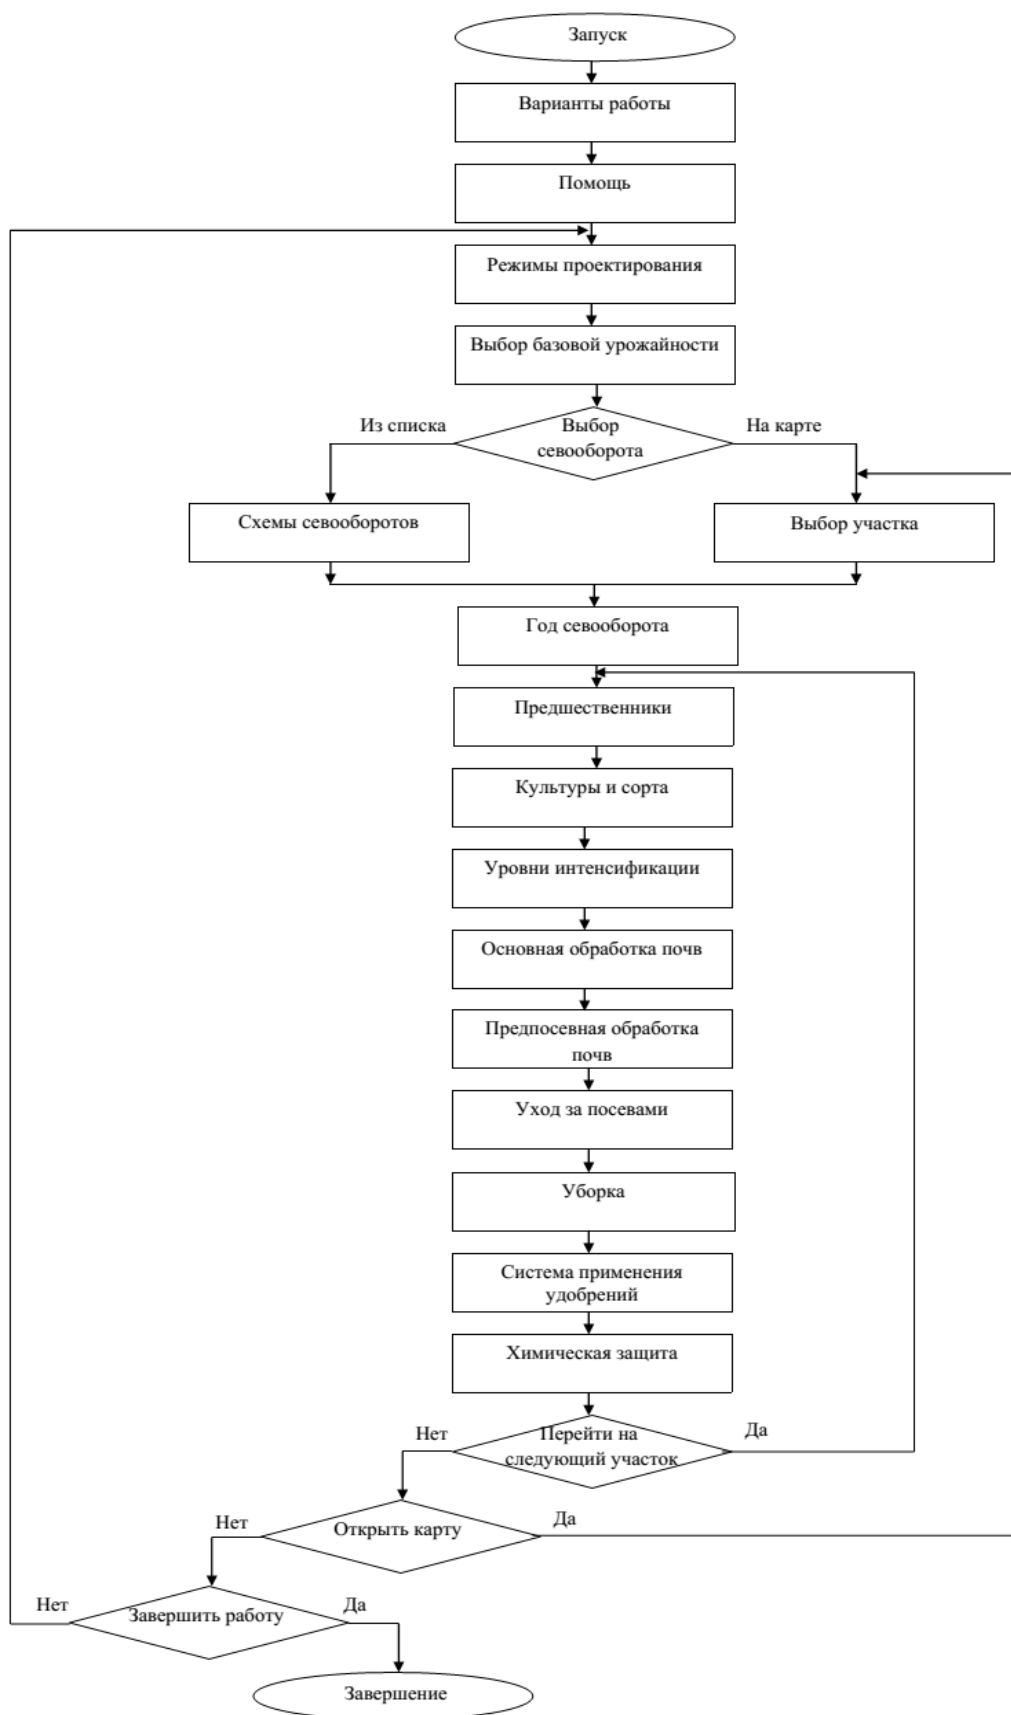 Запуск
Варианты работы
Помощь
Режимы проектирования
Выбор базовой урожайности
Из списка
Выбор
севооборота
На карте
Схемы севооборотов
Выбор участка
Год севооборота
Предшественники
Культуры и сорта
Уровни интенсификации
Основная обработка почв
Предпосевная обработка
почв
Уход за посевами
Уборка
Система применения
удобрений
Химическая защита
Нет
Перейти на
следующий участок
Да
Нет
Открыть карту
Да
Нет
Завершить работу
Да
Завершение